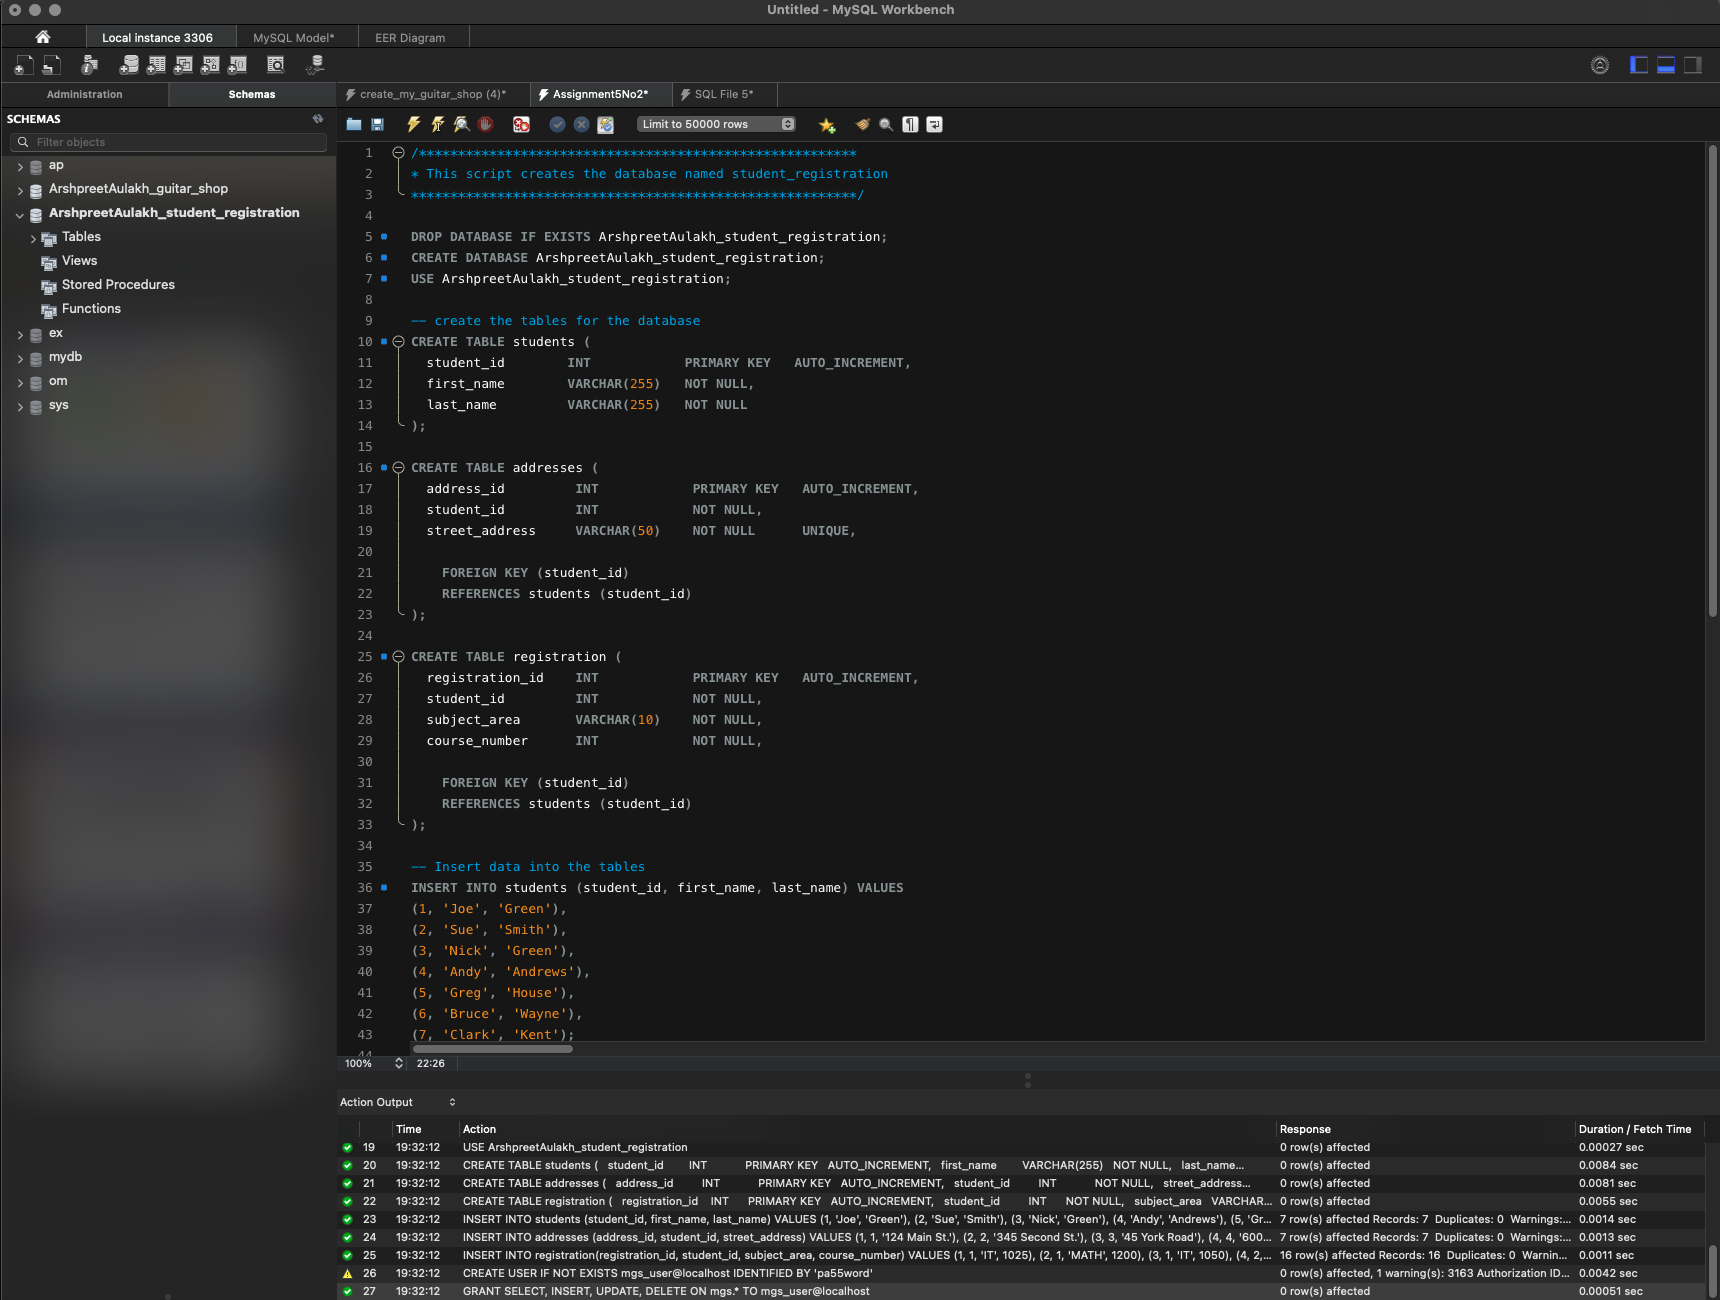 Untitled - MySQL Workbench
Local instance 3306
MySQL Model*
EER Diagram
Administration
Schemas
create_my_guitar_shop (4)*
Assignment5No2*
SQL File 5*
SCHEMAS
Filter objects
Limit to 50000 rows
ap
ArshpreetAulakh_guitar_shop
ArshpreetAulakh_student_registration
Tables
Views
Stored Procedures
Functions
ex
mydb
om
sys
1 /********************************************************
2 * This script creates the database named student_registration
3 *********************************************************/
4
5 DROP DATABASE IF EXISTS ArshpreetAulakh_student_registration;
6 CREATE DATABASE ArshpreetAulakh_student_registration;
7 USE ArshpreetAulakh_student_registration;
8
9 -- create the tables for the database
10 CREATE TABLE students (
11 student_id INT PRIMARY KEY AUTO_INCREMENT,
12 first_name VARCHAR(255) NOT NULL,
13 last_name VARCHAR(255) NOT NULL
14 );
15
16 CREATE TABLE addresses (
17 address_id INT PRIMARY KEY AUTO_INCREMENT,
18 student_id INT NOT NULL,
19 street_address VARCHAR(50) NOT NULL UNIQUE,
20
21 FOREIGN KEY (student_id)
22 REFERENCES students (student_id)
23 );
24
25 CREATE TABLE registration (
26 registration_id INT PRIMARY KEY AUTO_INCREMENT,
27 student_id INT NOT NULL,
28 subject_area VARCHAR(10) NOT NULL,
29 course_number INT NOT NULL,
30
31 FOREIGN KEY (student_id)
32 REFERENCES students (student_id)
33 );
34
35 -- Insert data into the tables
36 INSERT INTO students (student_id, first_name, last_name) VALUES
37 (1, 'Joe', 'Green'),
38 (2, 'Sue', 'Smith'),
39 (3, 'Nick', 'Green'),
40 (4, 'Andy', 'Andrews'),
41 (5, 'Greg', 'House'),
42 (6, 'Bruce', 'Wayne'),
43 (7, 'Clark', 'Kent');
44
100% 22:26
Action Output
Time Action Response Duration / Fetch Time
19 19:32:12 USE ArshpreetAulakh_student_registration 0 row(s) affected 0.00027 sec
20 19:32:12 CREATE TABLE students ( student_id INT PRIMARY KEY AUTO_INCREMENT, first_name VARCHAR(255) NOT NULL, last_name... 0 row(s) affected 0.0084 sec
21 19:32:12 CREATE TABLE addresses ( address_id INT PRIMARY KEY AUTO_INCREMENT, student_id INT NOT NULL, street_address... 0 row(s) affected 0.0081 sec
22 19:32:12 CREATE TABLE registration ( registration_id INT PRIMARY KEY AUTO_INCREMENT, student_id INT NOT NULL, subject_area VARCHAR... 0 row(s) affected 0.0055 sec
23 19:32:12 INSERT INTO students (student_id, first_name, last_name) VALUES (1, 'Joe', 'Green'), (2, 'Sue', 'Smith'), (3, 'Nick', 'Green'), (4, 'Andy', 'Andrews'), (5, 'Gr... 7 row(s) affected Records: 7 Duplicates: 0 Warnings:... 0.0014 sec
24 19:32:12 INSERT INTO addresses (address_id, student_id, street_address) VALUES (1, 1, '124 Main St.'), (2, 2, '345 Second St.'), (3, 3, '45 York Road'), (4, 4, '600... 7 row(s) affected Records: 7 Duplicates: 0 Warnings:... 0.0013 sec
25 19:32:12 INSERT INTO registration(registration_id, student_id, subject_area, course_number) VALUES (1, 1, 'IT', 1025), (2, 1, 'MATH', 1200), (3, 1, 'IT', 1050), (4, 2,... 16 row(s) affected Records: 16 Duplicates: 0 Warnin... 0.0011 sec
26 19:32:12 CREATE USER IF NOT EXISTS mgs_user@localhost IDENTIFIED BY 'pa55word' 0 row(s) affected, 1 warning(s): 3163 Authorization ID... 0.0042 sec
27 19:32:12 GRANT SELECT, INSERT, UPDATE, DELETE ON mgs.* TO mgs_user@localhost 0 row(s) affected 0.00051 sec